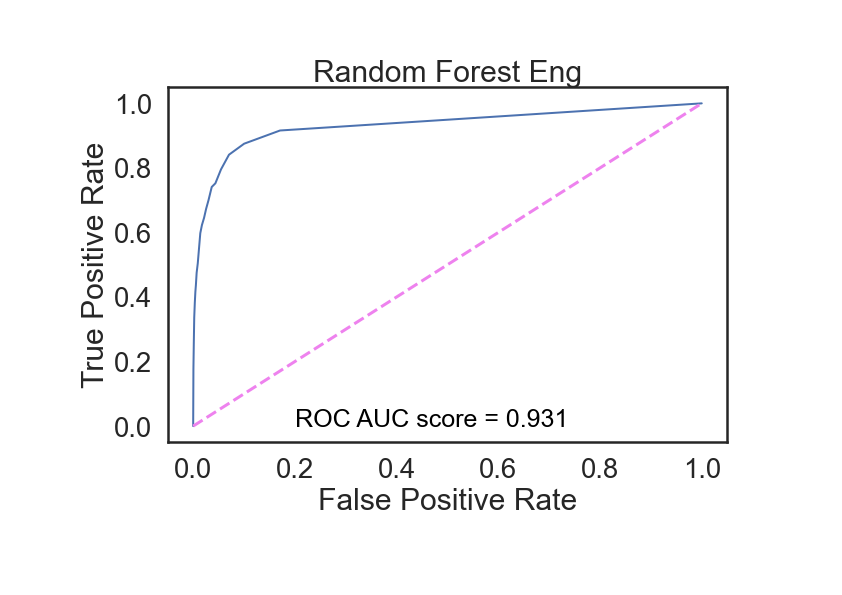 Random Forest Eng
True Positive Rate
1.0
0.8
0.6
0.4
0.2
0.0
ROC AUC score = 0.931
0.0 0.2 0.4 0.6 0.8 1.0
False Positive Rate